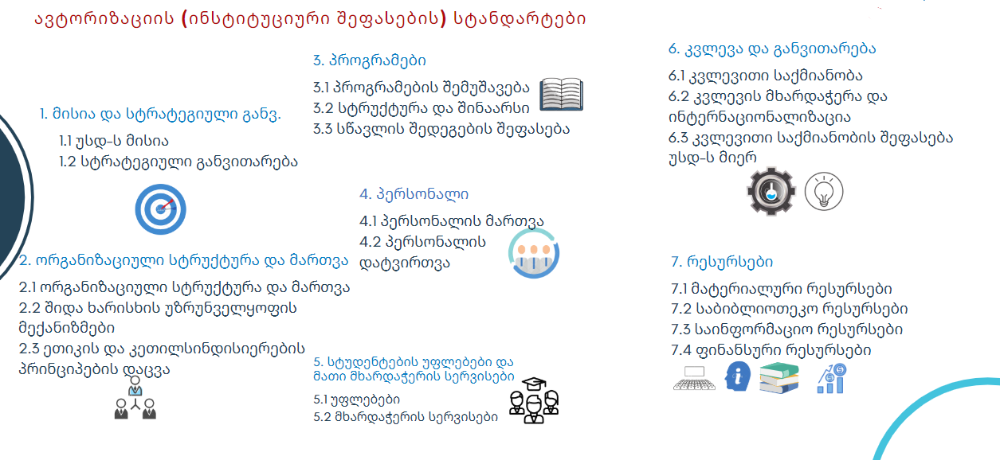 ავტორიზაციის (ინსტიტუციური შეფასების) სტანდარტები
1. მისია და სტრატეგიული განვ.
1.1 უსდ-ს მისია
1.2 სტრატეგიული განვითარება
2. ორგანიზაციული სტრუქტურა და მართვა
2.1 ორგანიზაციული სტრუქტურა და მართვა
2.2 შიდა ხარისხის უზრუნველყოფის
მექანიზმები
2.3 ეთიკის და კეთილსინდისიერების
პრინციპების დაცვა
3. პროგრამები
3.1 პროგრამების შემუშავება
3.2 სტრუქტურა და შინაარსი
3.3 სწავლის შედეგების შეფასება
4. პერსონალი
4.1 პერსონალის მართვა
4.2 პერსონალის
დატვირთვა
5. სტუდენტების უფლებები და
მათი მხარდაჭერის სერვისები
5.1 უფლებები
5.2 მხარდაჭერის სერვისები
6. კვლევა და განვითარება
6.1 კვლევითი საქმიანობა
6.2 კვლევის მხარდაჭერა და
ინტერნაციონალიზაცია
6.3 კვლევითი საქმიანობის შეფასება
უსდ-ს მიერ
7. რესურსები
7.1 მატერიალური რესურსები
7.2 საბიბლიოთეკო რესურსები
7.3 საინფორმაციო რესურსები
7.4 ფინანსური რესურსები